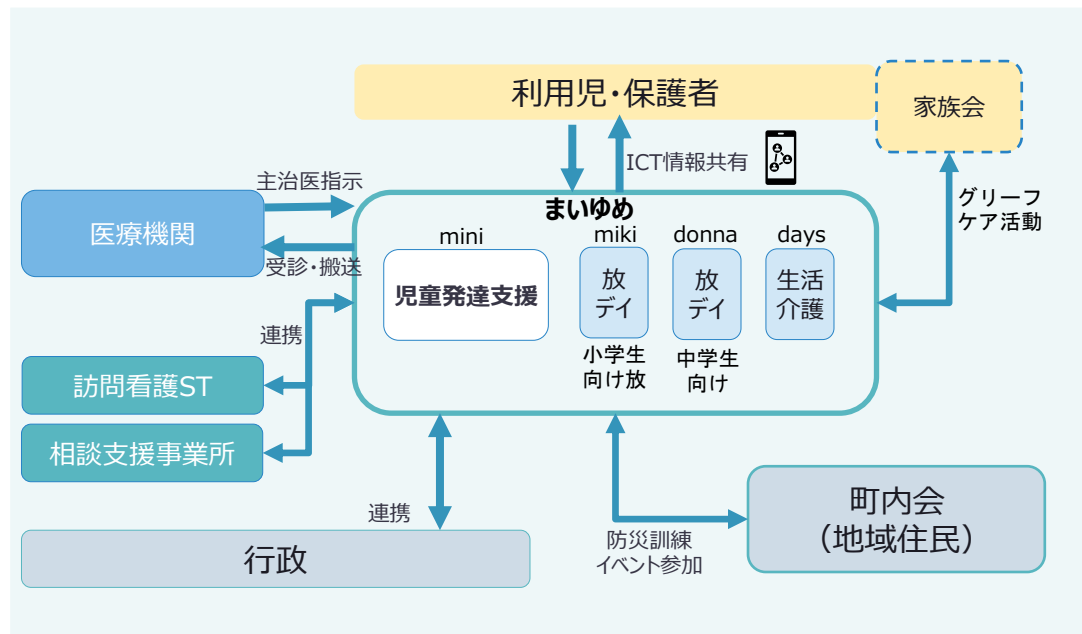 利用児・保護者
家族会
ICT情報共有
グリーフ
ケア活動
主治医指示
医療機関
受診・搬送
まいゆめ
mini
児童発達支援
miki
放
デイ
小学生
向け放
donna
放
デイ
中学生
向け
days
生活
介護
連携
訪問看護ST
相談支援事業所
連携
行政
防災訓練
イベント参加
町内会
（地域住民）